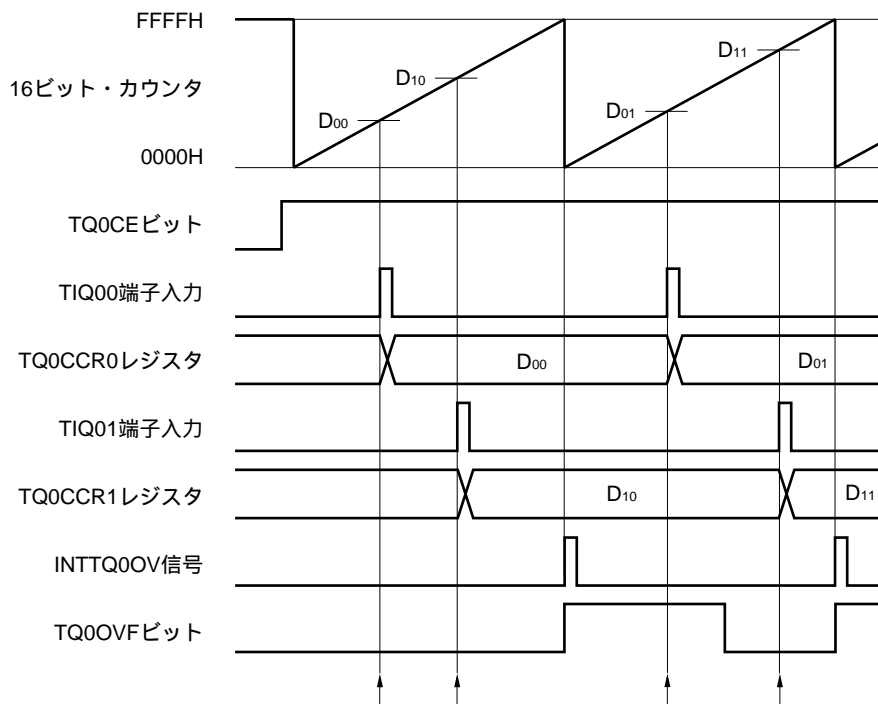 FFFFH
D10
D11
16ビット・カウンタ
D00
D01
0000H
TQ0CEビット
TIQ00端子入力
TQ0CCR0レジスタ
D00
D01
TIQ01端子入力
TQ0CCR1レジスタ
D10
D11
INTTQ0OV信号
TQ0OVFビット